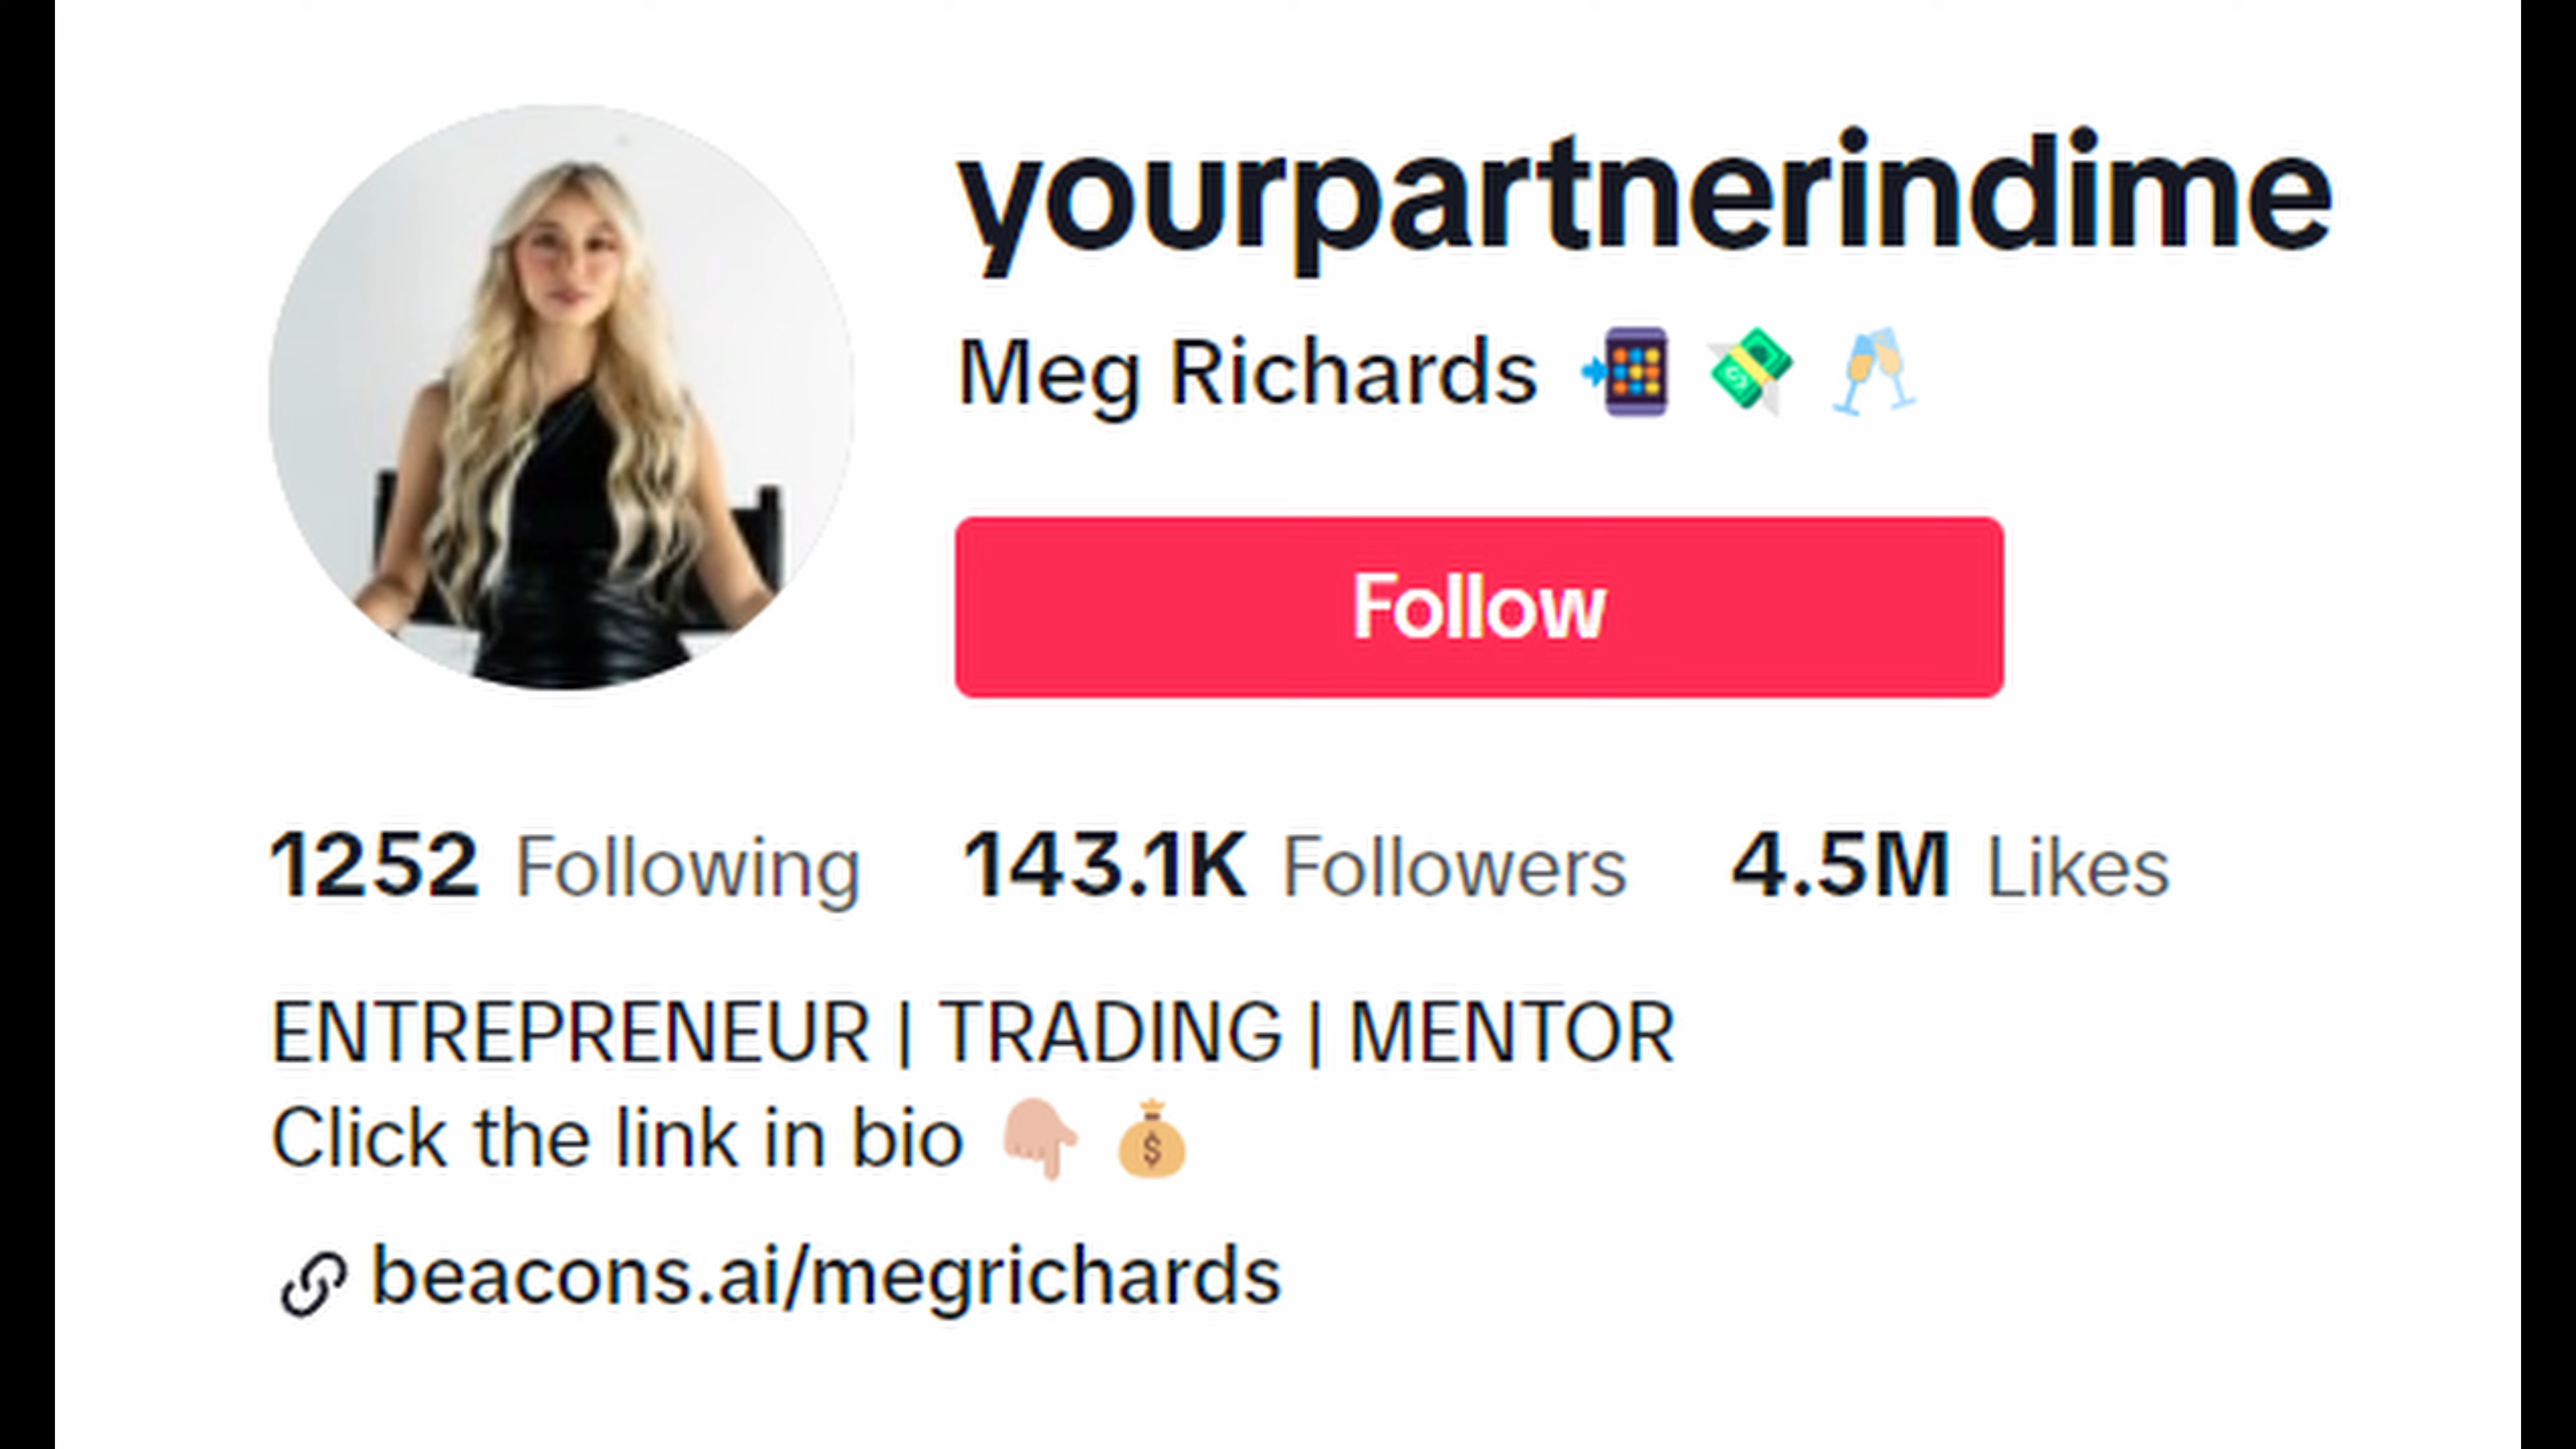 yourpartnerindime
Meg Richards 📲 💸 🥂
Follow
1252 Following 143.1K Followers 4.5M Likes
ENTREPRENEUR | TRADING | MENTOR
Click the link in bio 👇🏼 💰
beacons.ai/megrichards